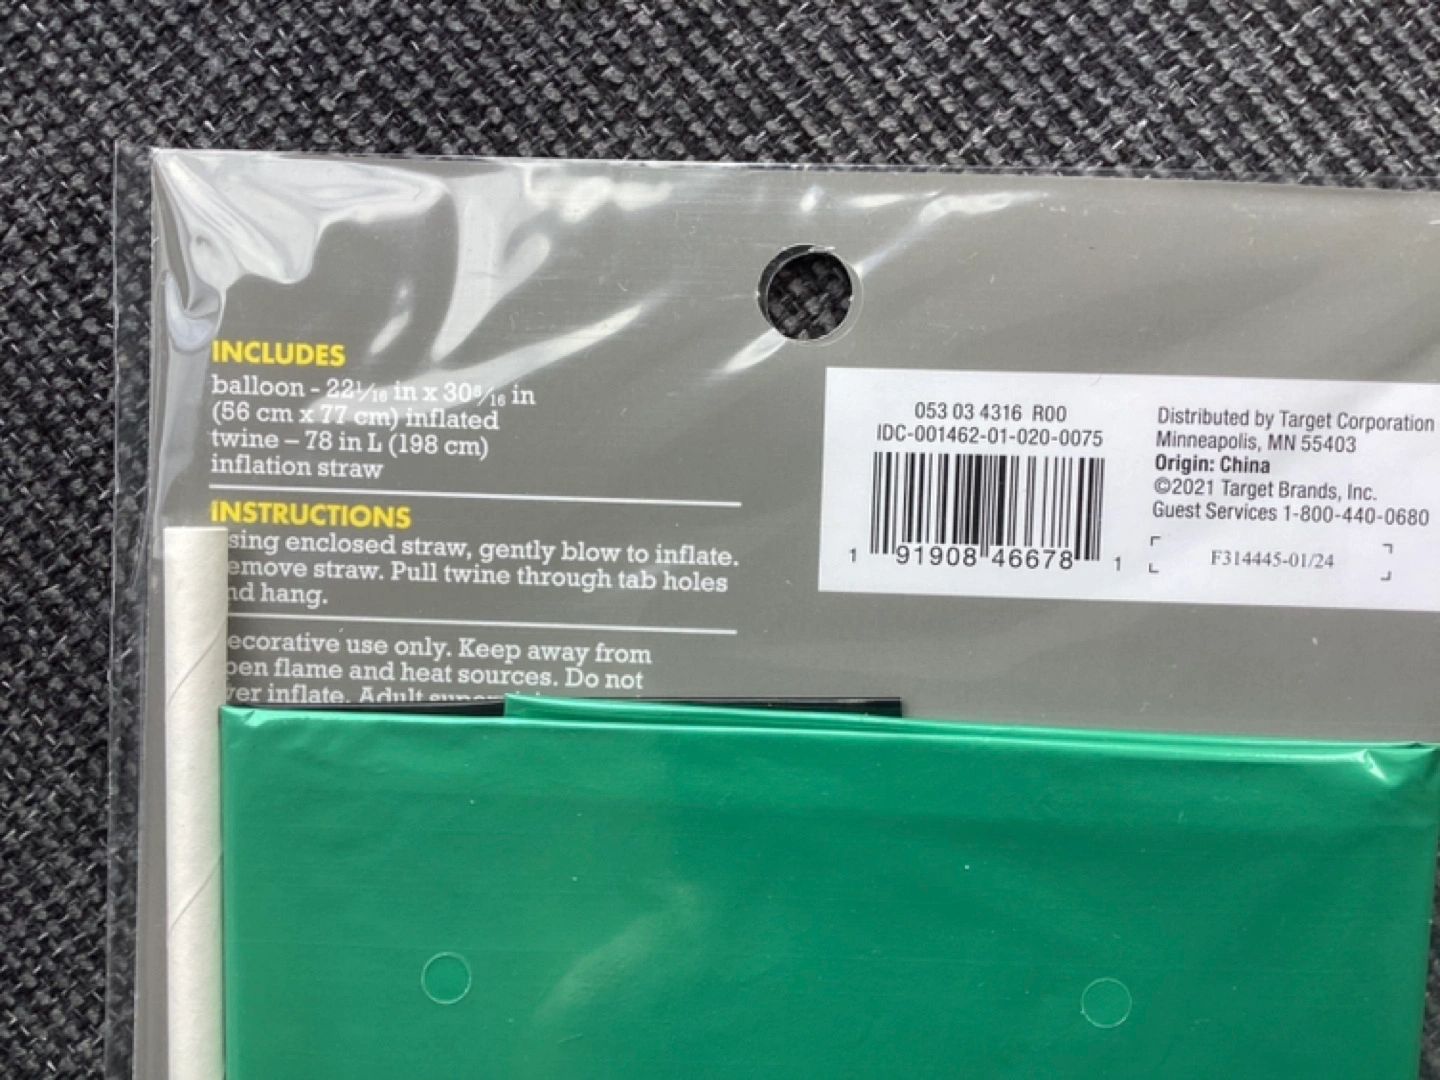 INCLUDES
balloon - 22 1/16 in x 30 5/16 in
(56 cm x 77 cm) inflated
twine – 78 in L (198 cm)
inflation straw
INSTRUCTIONS
sing enclosed straw, gently blow to inflate.
emove straw. Pull twine through tab holes
nd hang.
ecorative use only. Keep away from
pen flame and heat sources. Do not
ver inflate. Adult
053 03 4316 R00
IDC-001462-01-020-0075
1 91908 46678 1
Distributed by Target Corporation
Minneapolis, MN 55403
Origin: China
©2021 Target Brands, Inc.
Guest Services 1-800-440-0680
F314445-01/24